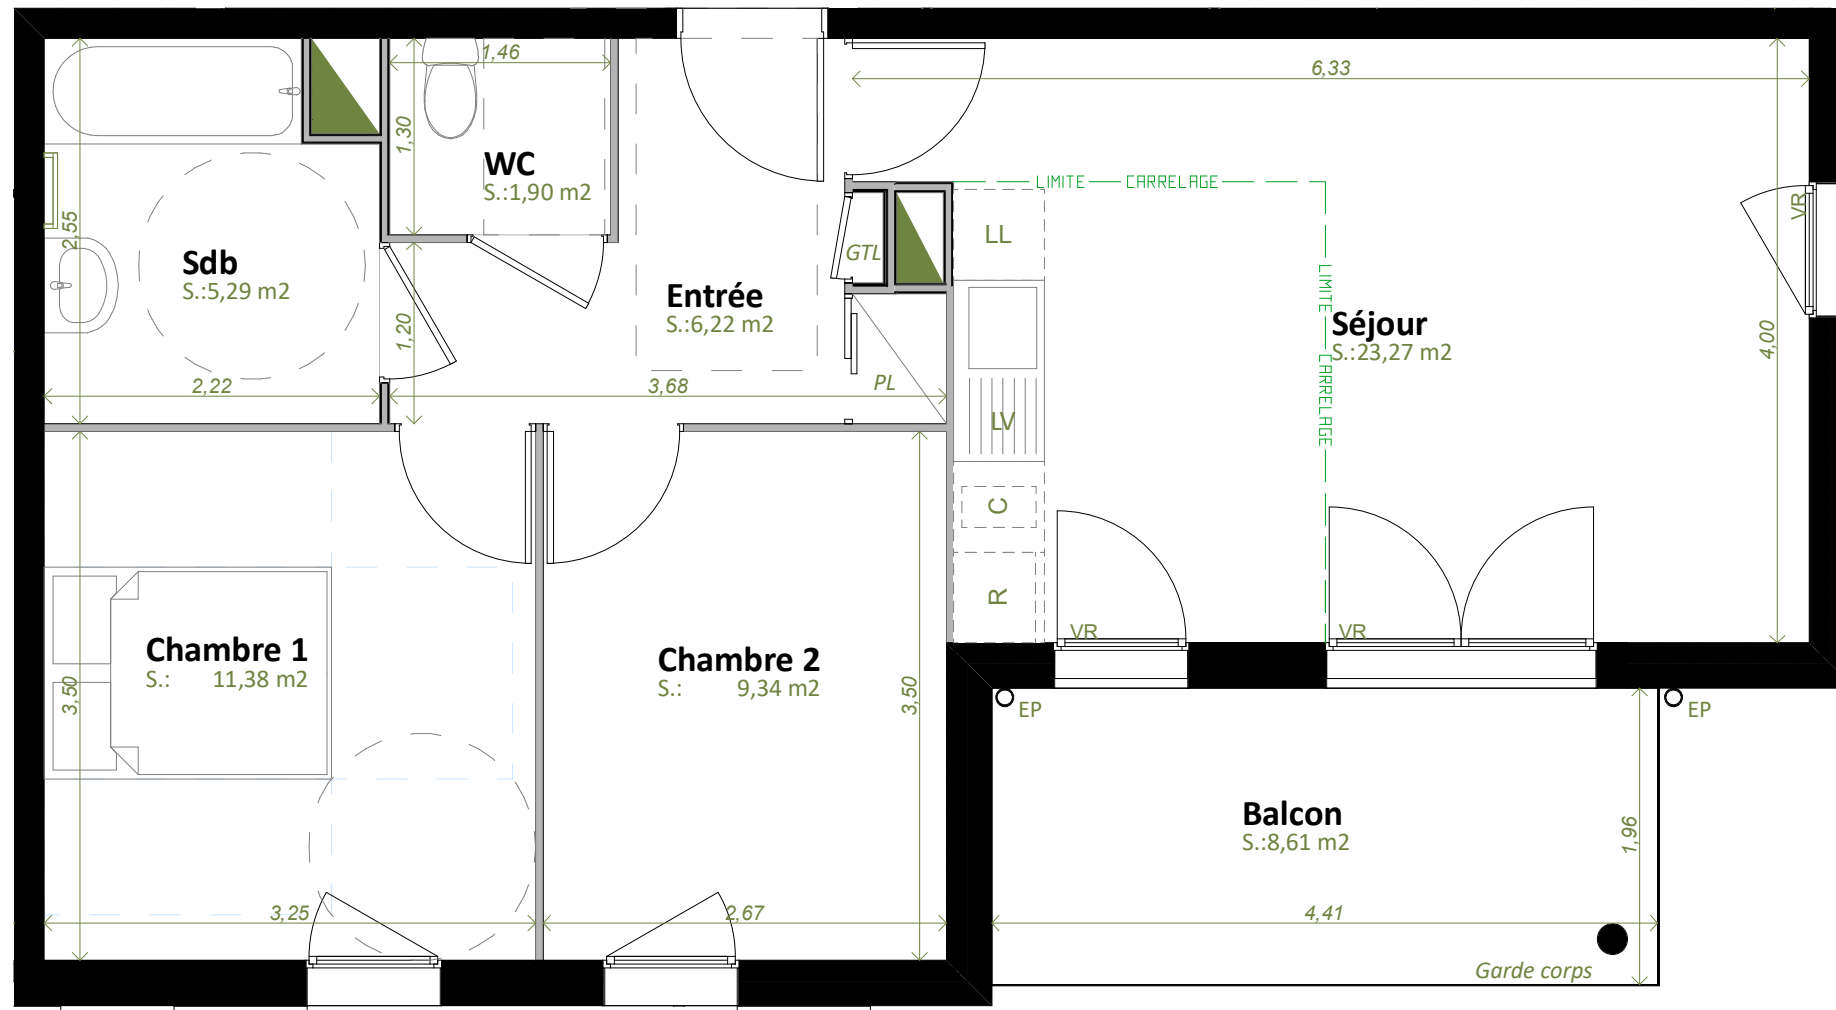 1,46
6,33
1,30
WC
S.:1,90 m2
LIMITE CARRELAGE
VR
2,55
LL
GTL
Sdb
S.:5,29 m2
Entrée
S.:6,22 m2
LIMITE CARRELAGE
Séjour
S.:23,27 m2
1,20
4,00
2,22
3,68
PL
LV
C
R
VR
VR
Chambre 1
S.: 11,38 m2
Chambre 2
S.: 9,34 m2
3,50
3,50
EP
EP
Balcon
S.:8,61 m2
1,96
3,25
2,67
4,41
Garde corps